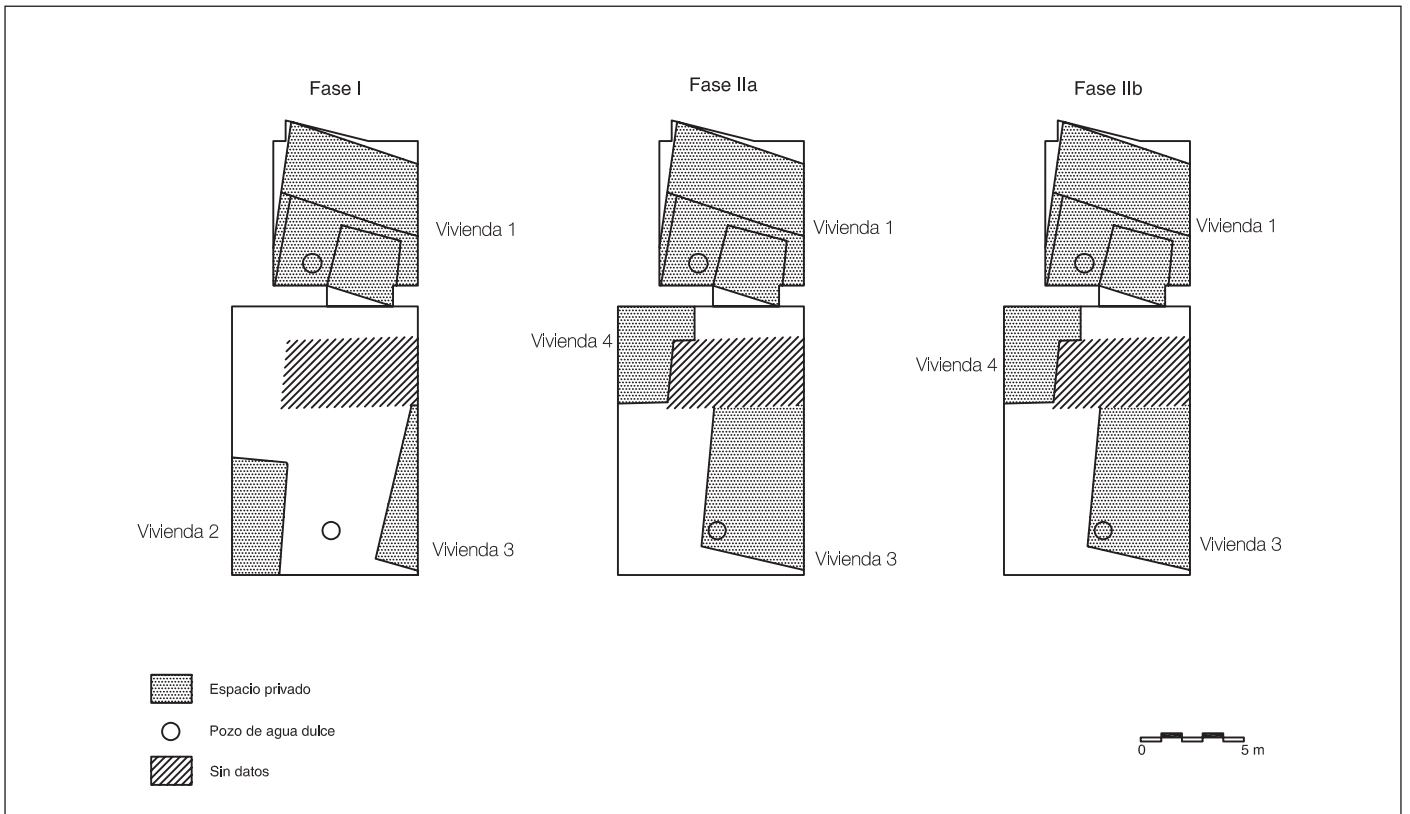 Fase I
Vivienda 1
Vivienda 2
Vivienda 3
Fase IIa
Vivienda 1
Vivienda 4
Vivienda 3
Fase IIb
Vivienda 1
Vivienda 4
Vivienda 3
Espacio privado
Pozo de agua dulce
Sin datos
0 5 m